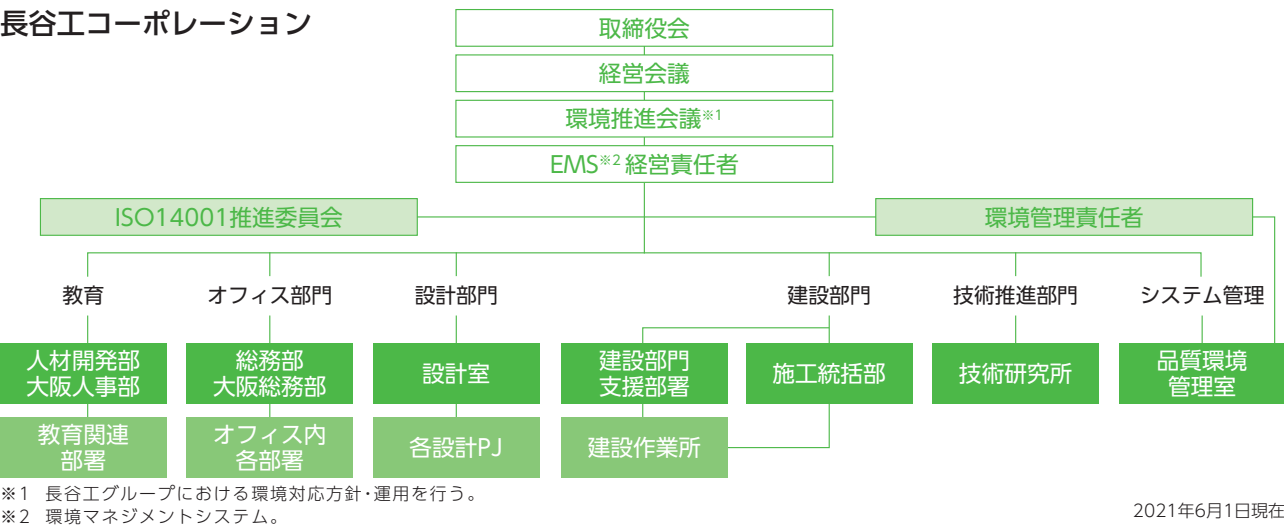 長谷工コーポレーション
取締役会
経営会議
環境推進会議※1
EMS※2 経営責任者
ISO14001推進委員会
環境管理責任者
教育
オフィス部門
設計部門
建設部門
技術推進部門
システム管理
人材開発部
大阪人事部
総務部
大阪総務部
設計室
建設部門
支援部署
施工統括部
技術研究所
品質環境
管理室
教育関連
部署
オフィス内
各部署
各設計PJ
建設作業所
※1 長谷工グループにおける環境対応方針・運用を行う。
※2 環境マネジメントシステム。
2021年6月1日現在